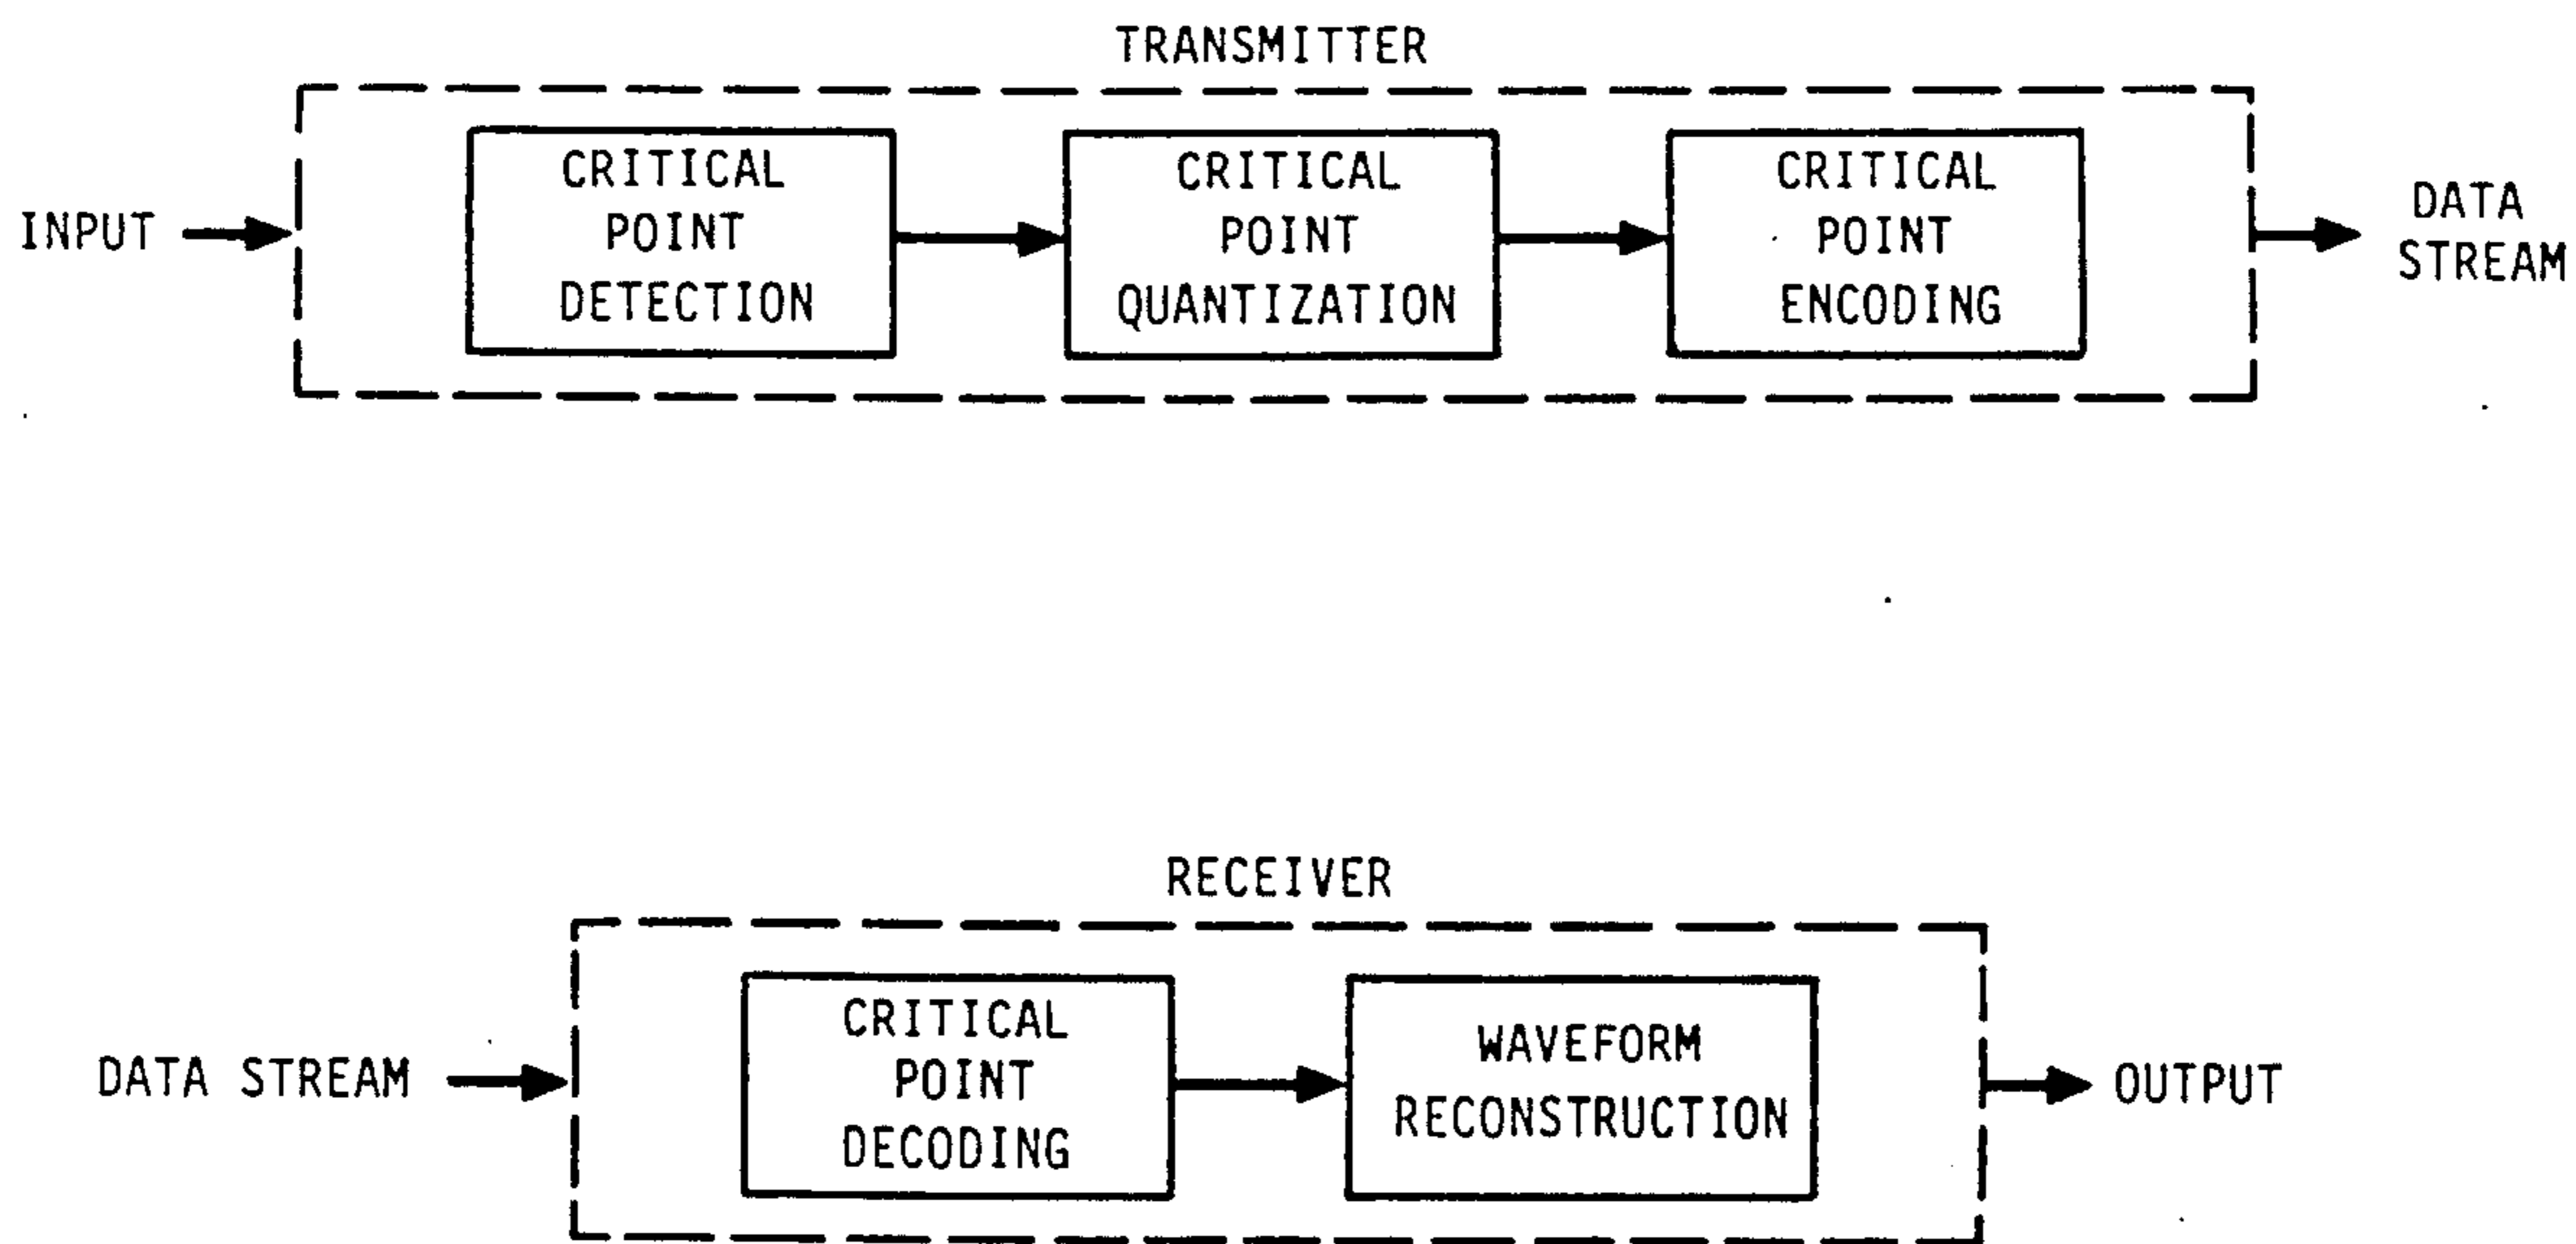 TRANSMITTER
INPUT
CRITICAL
POINT
DETECTION
CRITICAL
POINT
QUANTIZATION
CRITICAL
POINT
ENCODING
DATA
STREAM
RECEIVER
DATA STREAM
CRITICAL
POINT
DECODING
WAVEFORM
RECONSTRUCTION
OUTPUT